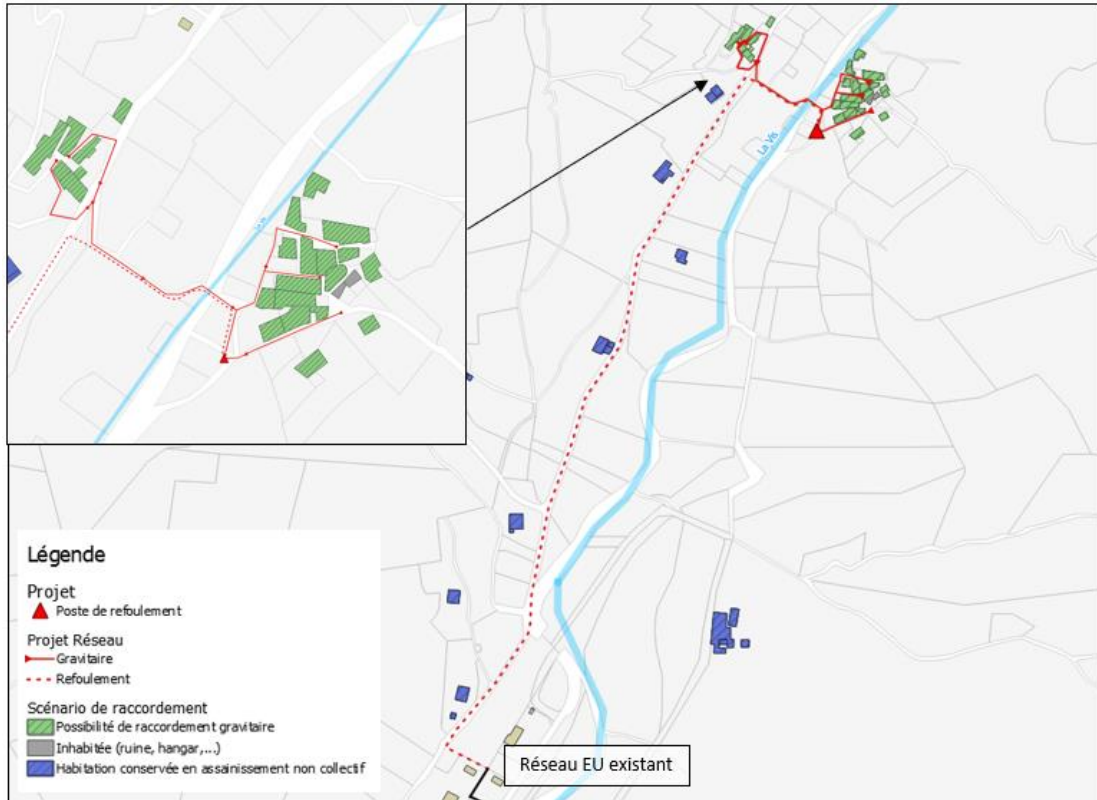 La Vis
Légende
Projet
Poste de refoulement
Projet Réseau
Gravitaire
Refoulement
Scénario de raccordement
Possibilité de raccordement gravitaire
Inhabitée (ruine, hangar,...)
Habitation conservée en assainissement non collectif
Réseau EU existant